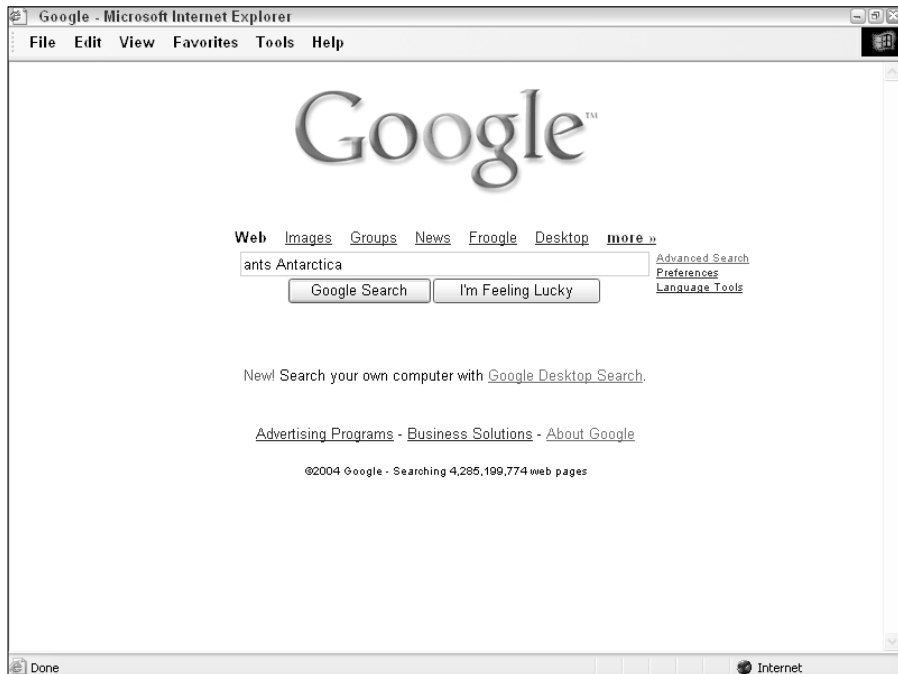 Google - Microsoft Internet Explorer
File Edit View Favorites Tools Help
Google™
Web Images Groups News Froogle Desktop more »
ants Antarctica
Advanced Search
Preferences
Language Tools
Google Search I'm Feeling Lucky
New! Search your own computer with Google Desktop Search.
Advertising Programs - Business Solutions - About Google
©2004 Google - Searching 4,285,199,774 web pages
Done Internet